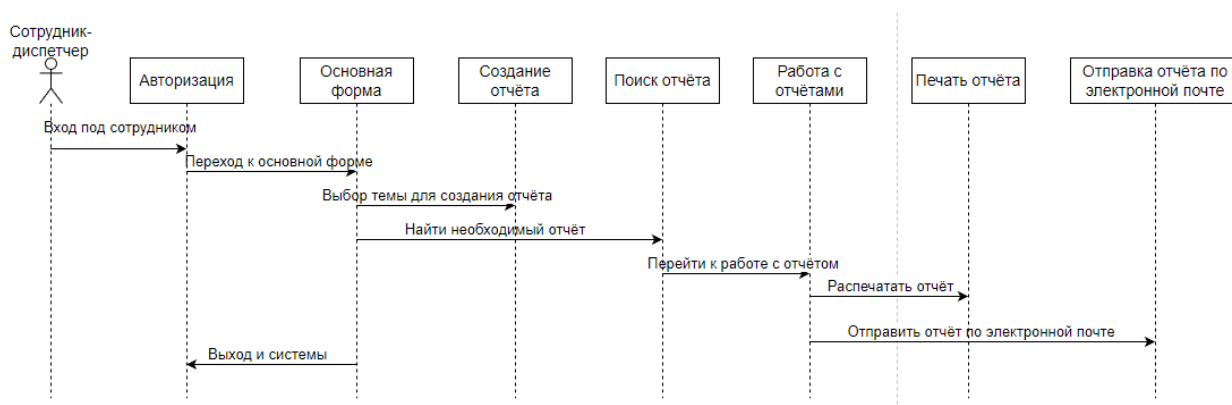 Сотрудник-
диспетчер
Авторизация
Основная
форма
Создание
отчёта
Поиск отчёта
Работа с
отчётами
Печать отчёта
Отправка отчёта по
электронной почте
Вход под сотрудником
Переход к основной форме
Выбор темы для создания отчёта
Найти необходимый отчёт
Перейти к работе с отчётом
Распечатать отчёт
Отправить отчёт по электронной почте
Выход и системы